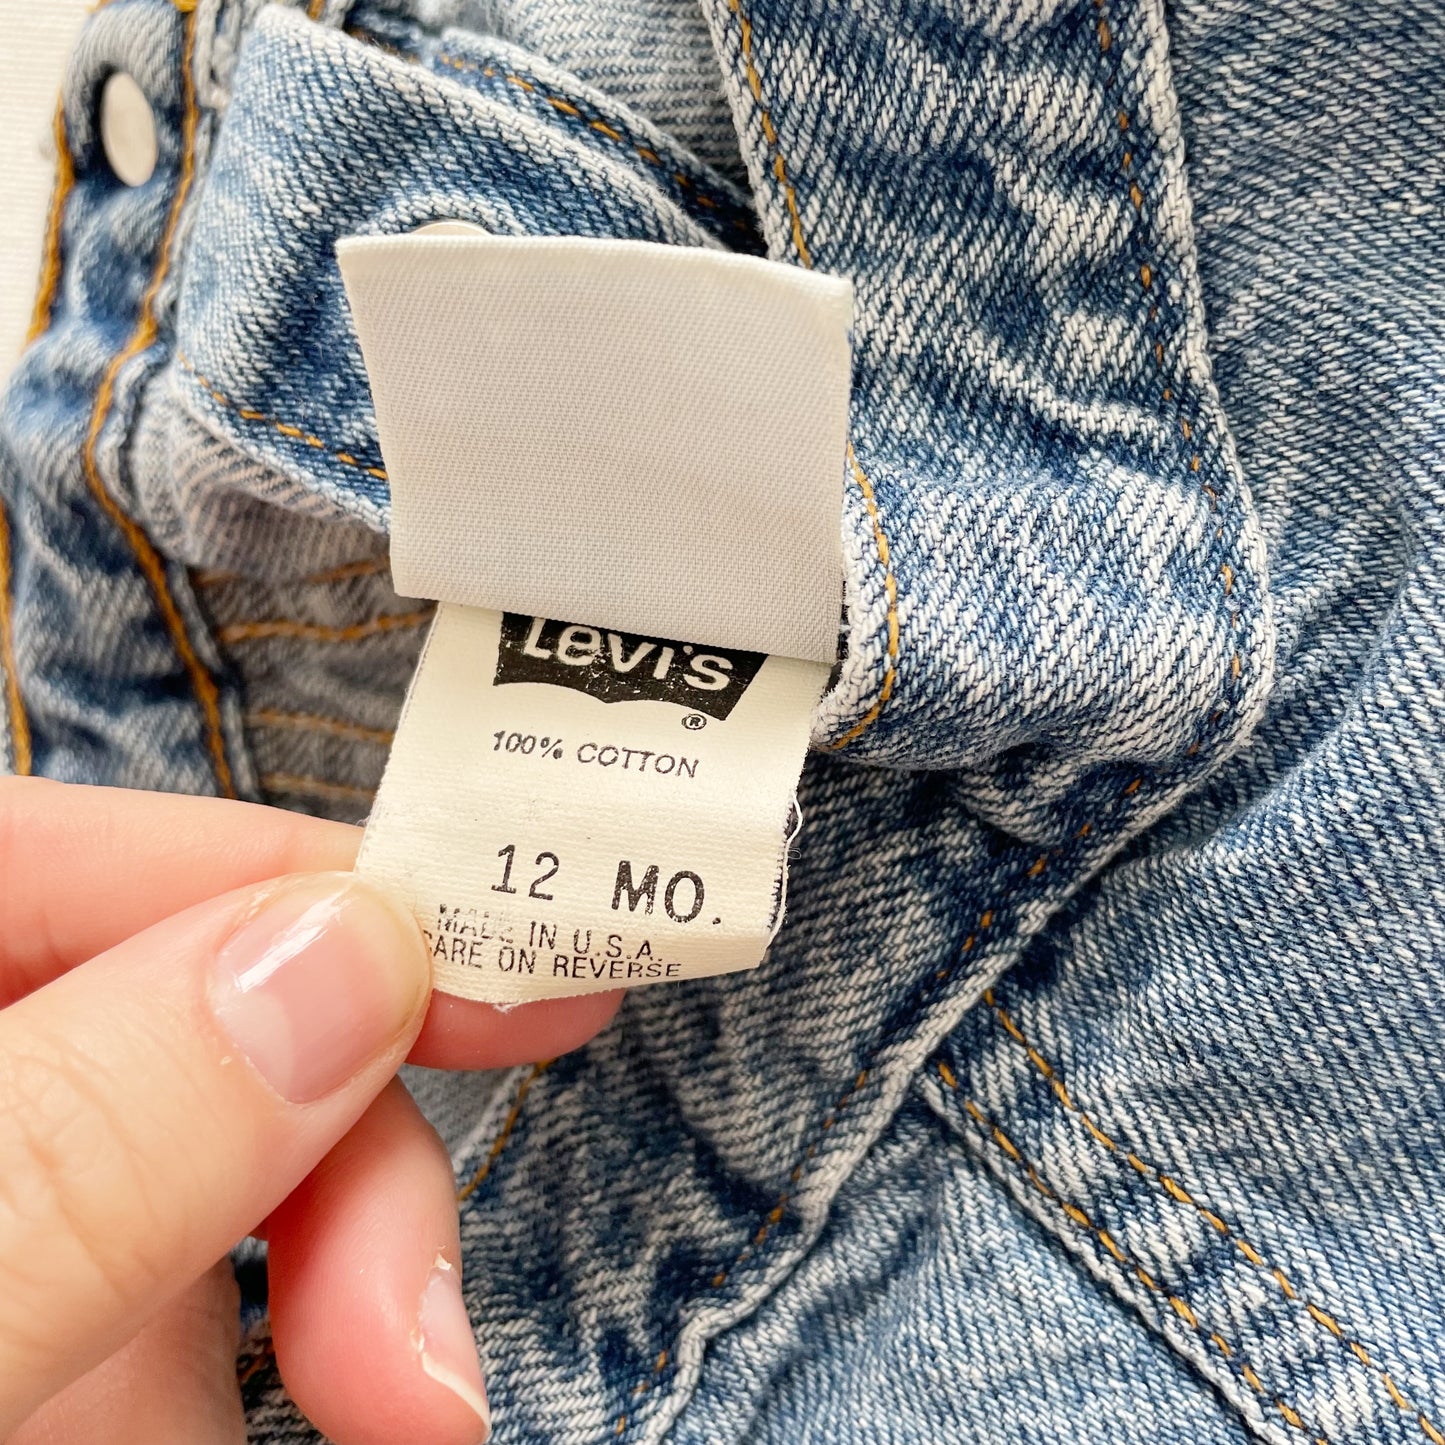 Levi's
®
100% COTTON
12 MO.
MADE IN U.S.A.
CARE ON REVERSE